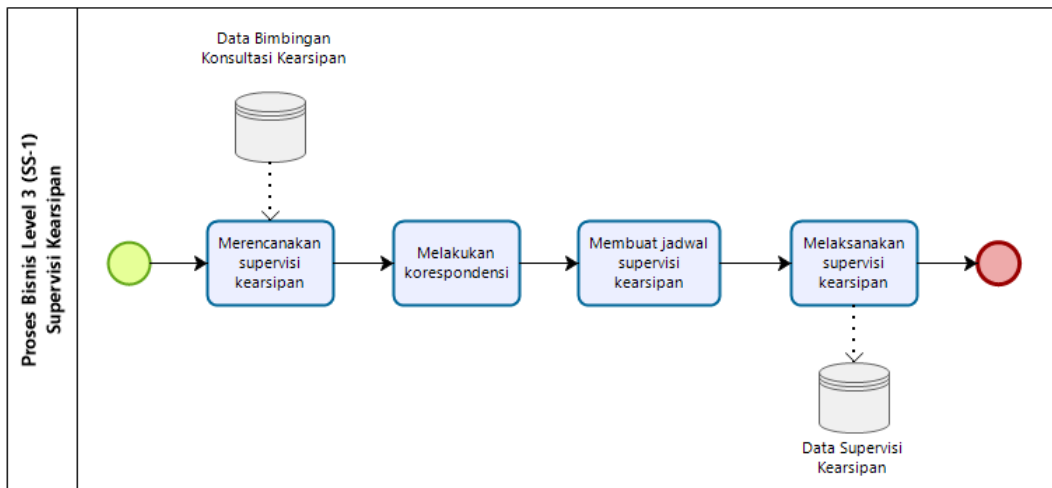 Proses Bisnis Level 3 (SS-1)
Supervisi Kearsipan
Data Bimbingan
Konsultasi Kearsipan
Merencanakan
supervisi
kearsipan
Melakukan
korespondensi
Membuat jadwal
supervisi
kearsipan
Melaksanakan
supervisi
kearsipan
Data Supervisi
Kearsipan